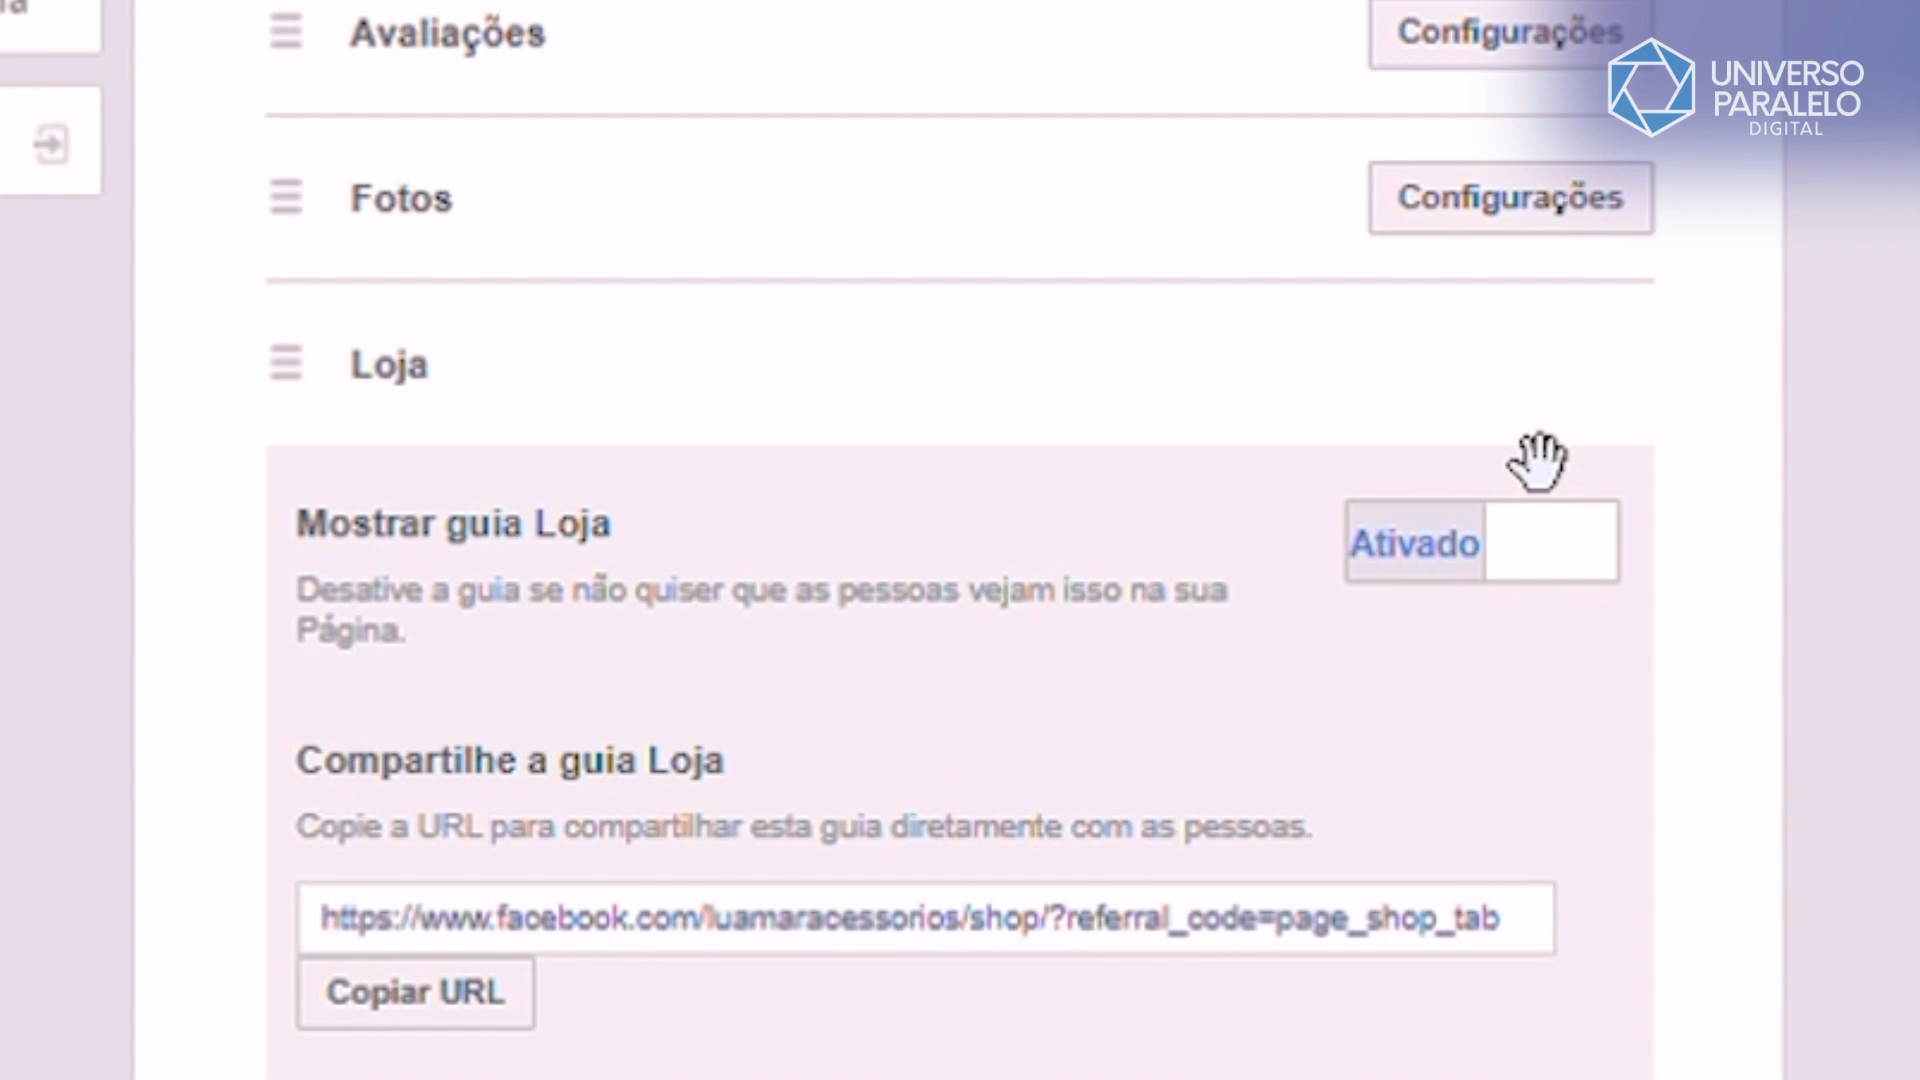 Avaliações
Configurações
UNIVERSO
PARALELO
DIGITAL
Fotos
Configurações
Loja
Mostrar guia Loja
Ativado
Desative a guia se não quiser que as pessoas vejam isso na sua
Página.
Compartilhe a guia Loja
Copie a URL para compartilhar esta guia diretamente com as pessoas.
https://www.facebook.com/luamaracessorios/shop/?referral_code=page_shop_tab
Copiar URL